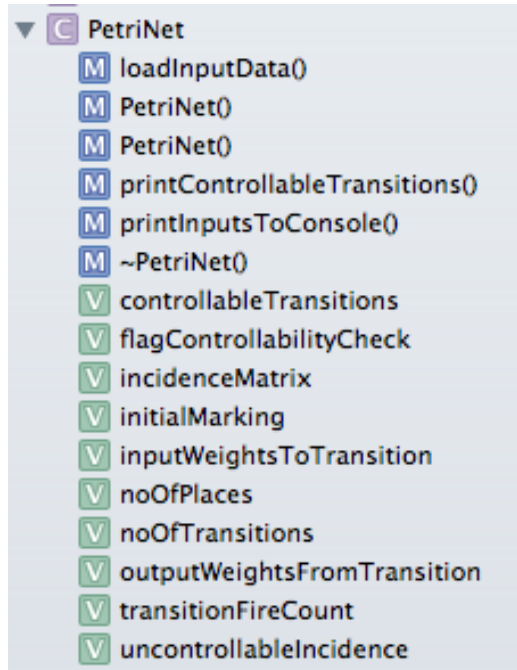 C PetriNet
M loadInputData()
M PetriNet()
M PetriNet()
M printControllableTransitions()
M printInputsToConsole()
M ~PetriNet()
V controllableTransitions
V flagControllabilityCheck
V incidenceMatrix
V initialMarking
V inputWeightsToTransition
V noOfPlaces
V noOfTransitions
V outputWeightsFromTransition
V transitionFireCount
V uncontrollableIncidence